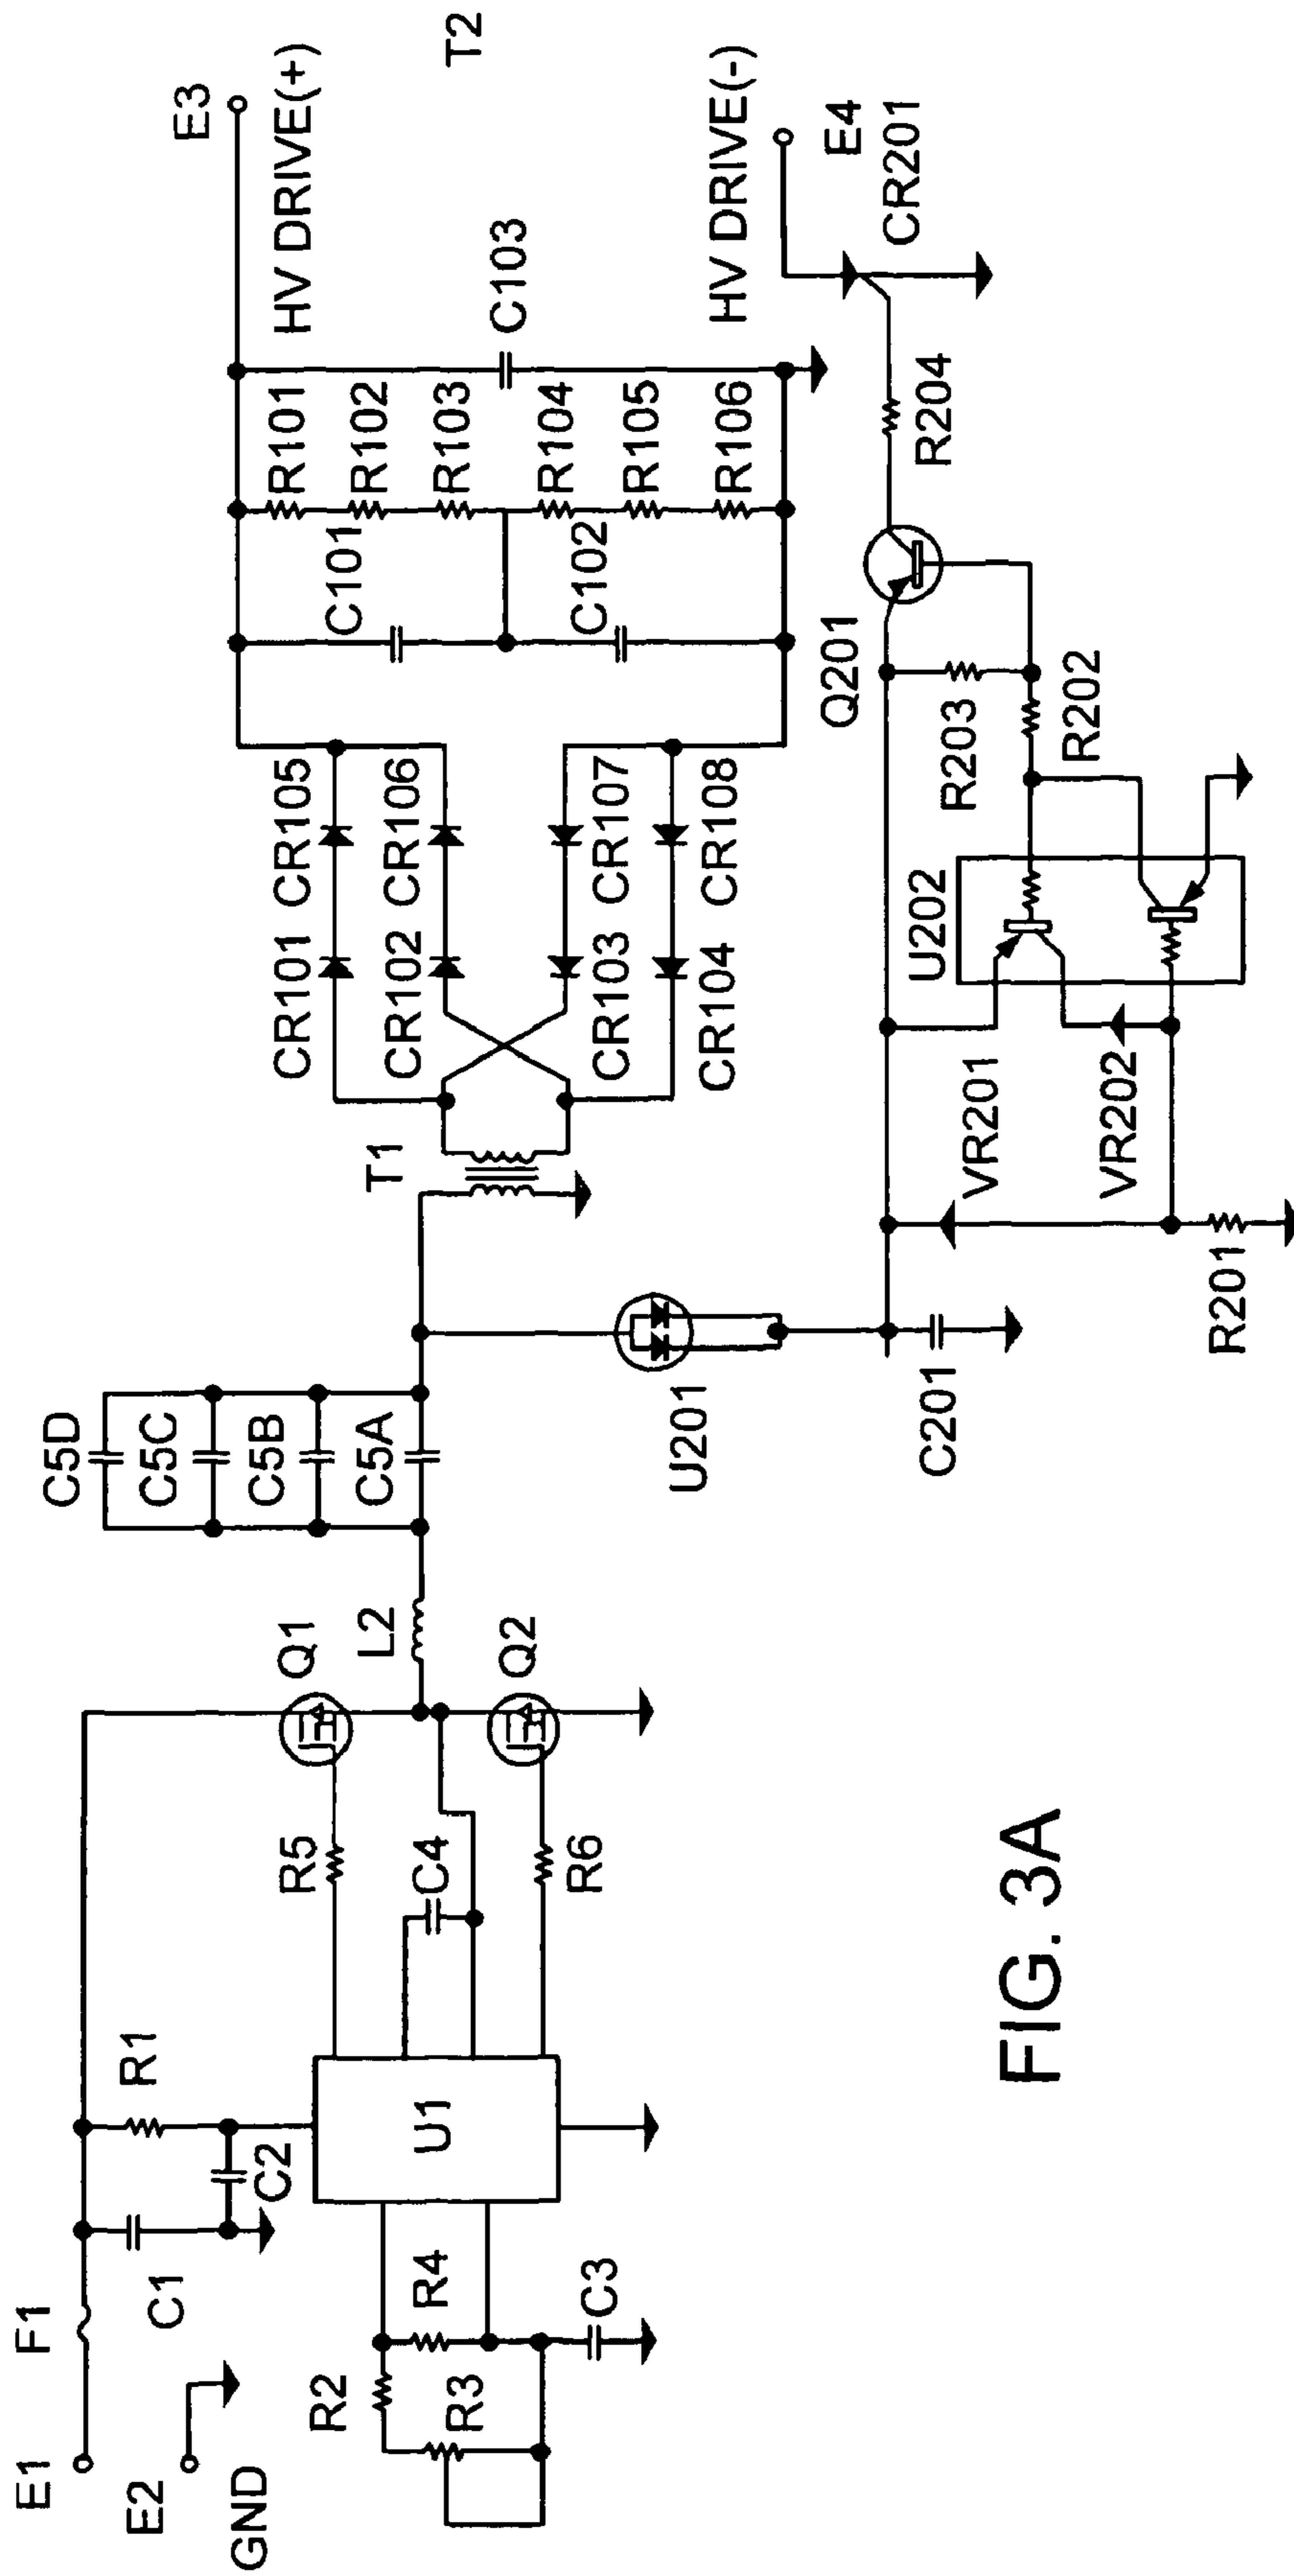 E1
F1
E2
GND
C1
R1
C2
U1
R2
R3
R4
C3
R5
C4
R6
Q1
Q2
L2
C5D
C5C
C5B
C5A
U201
C201
T1
CR101
CR105
CR102
CR106
CR103
CR107
CR104
CR108
C101
C102
R101
R102
R103
R104
R105
R106
C103
E3
HV DRIVE(+)
T2
HV DRIVE(-)
E4
CR201
R204
Q201
R203
R202
U202
VR201
VR202
R201
FIG. 3A